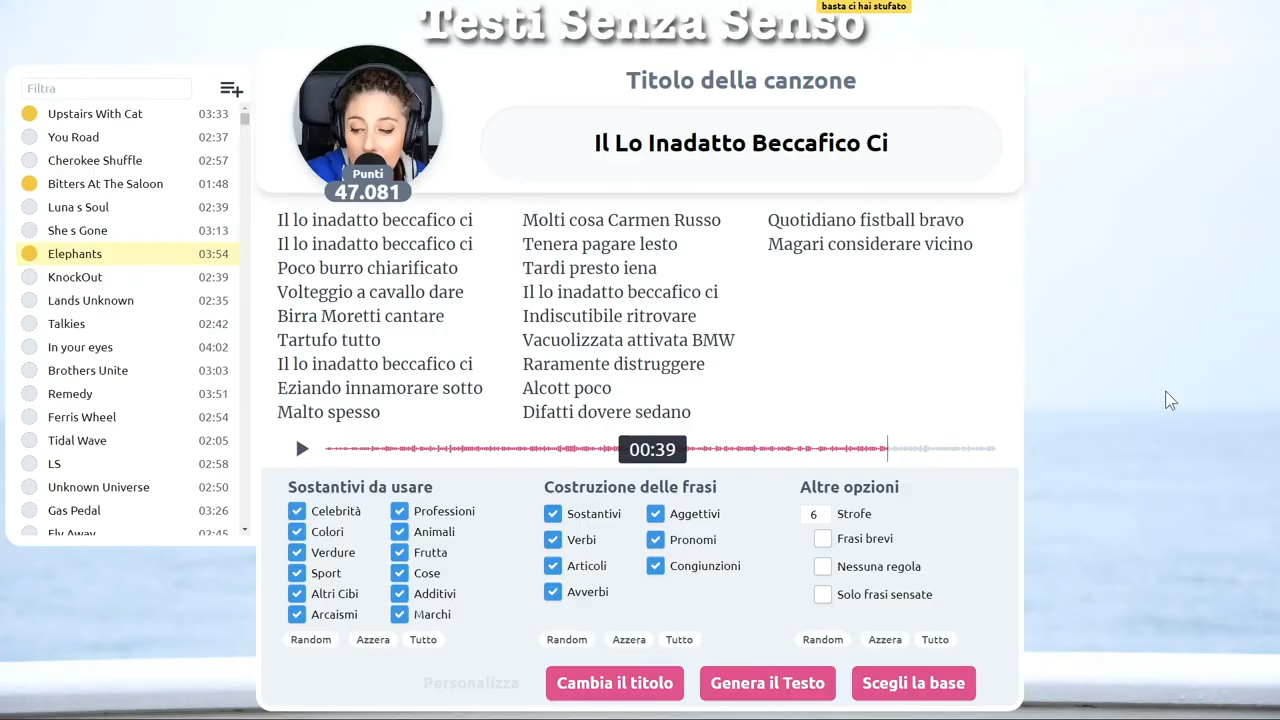 basta ci hai stufato
Testi Senza Senso
Filtra
Upstairs With Cat 03:33
You Road 02:37
Cherokee Shuffle 02:57
Bitters At The Saloon 01:48
Luna s Soul 02:39
She s Gone 03:13
Elephants 03:54
KnockOut 02:39
Lands Unknown 02:35
Talkies 02:42
In your eyes 04:02
Brothers Unite 03:03
Remedy 03:51
Ferris Wheel 02:54
Tidal Wave 02:05
LS 02:58
Unknown Universe 02:50
Gas Pedal 03:26
Fly Away 02:45
Punti
47.081
Titolo della canzone
Il Lo Inadatto Beccafico Ci
Il lo inadatto beccafico ci
Il lo inadatto beccafico ci
Poco burro chiarificato
Volteggio a cavallo dare
Birra Moretti cantare
Tartufo tutto
Il lo inadatto beccafico ci
Eziando innamorare sotto
Malto spesso
Molti cosa Carmen Russo
Tenera pagare lesto
Tardi presto iena
Il lo inadatto beccafico ci
Indiscutibile ritrovare
Vacuolizzata attivata BMW
Raramente distruggere
Alcott poco
Difatti dovere sedano
Quotidiano fistball bravo
Magari considerare vicino
00:39
Sostantivi da usare
Celebrità Professioni
Colori Animali
Verdure Frutta
Sport Cose
Altri Cibi Additivi
Arcaismi Marchi
Random Azzera Tutto
Costruzione delle frasi
Sostantivi Aggettivi
Verbi Pronomi
Articoli Congiunzioni
Avverbi
Random Azzera Tutto
Altre opzioni
6 Strofe
Frasi brevi
Nessuna regola
Solo frasi sensate
Random Azzera Tutto
Personalizza
Cambia il titolo
Genera il Testo
Scegli la base